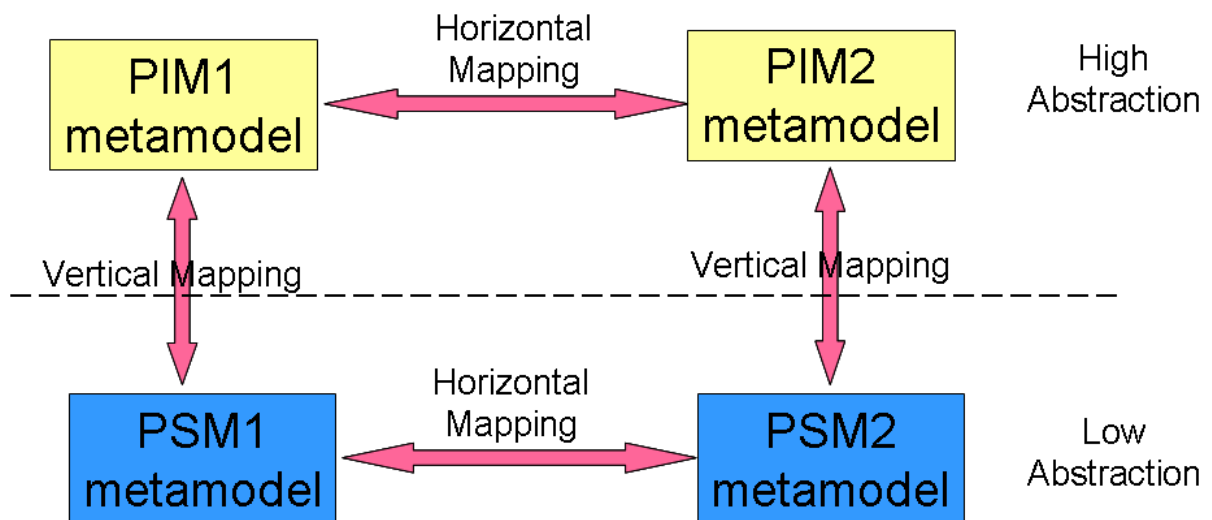 PIM1
metamodel
Horizontal
Mapping
PIM2
metamodel
High
Abstraction
Vertical Mapping
Vertical Mapping
PSM1
metamodel
Horizontal
Mapping
PSM2
metamodel
Low
Abstraction